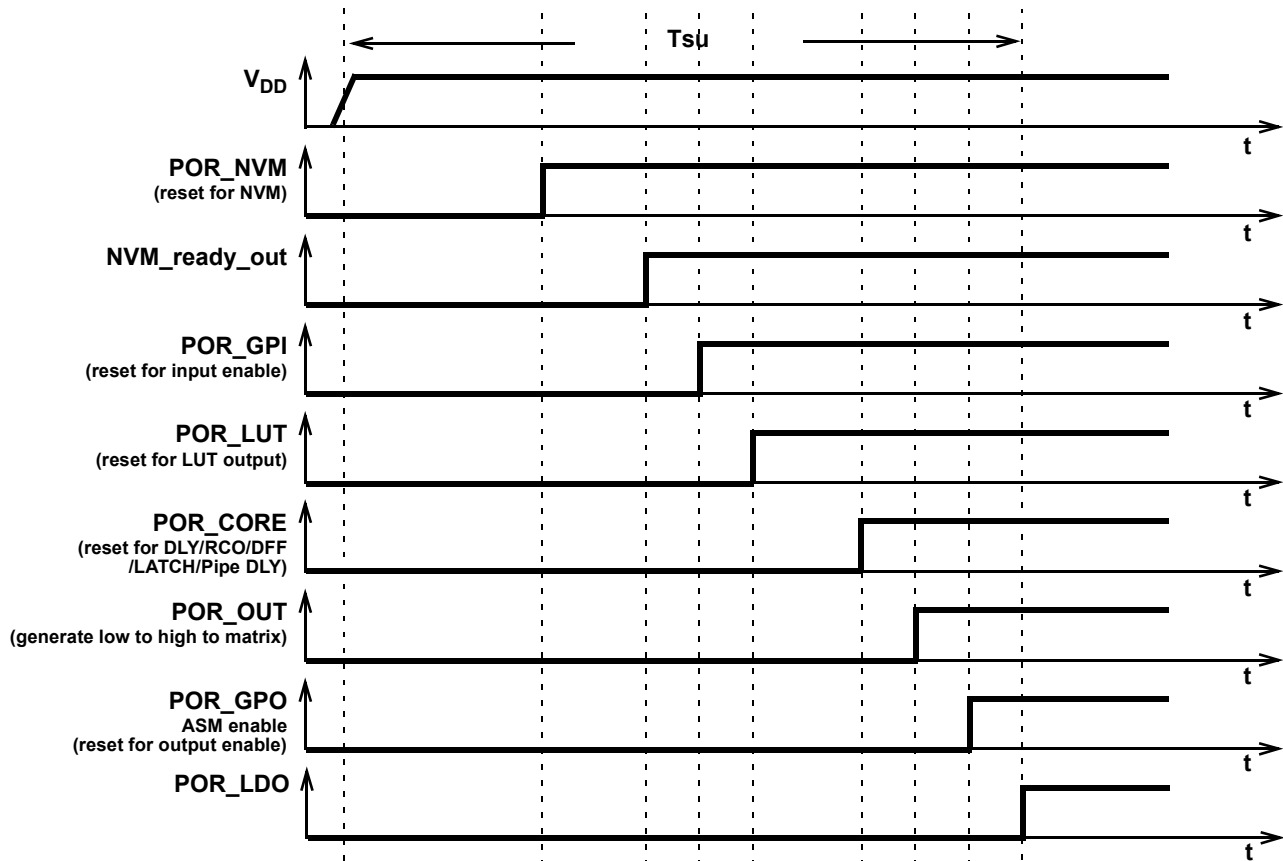 Tsu
VDD
t
POR_NVM
(reset for NVM)
t
NVM_ready_out
t
POR_GPI
(reset for input enable)
t
POR_LUT
(reset for LUT output)
t
POR_CORE
(reset for DLY/RCO/DFF
/LATCH/Pipe DLY)
t
POR_OUT
(generate low to high to matrix)
t
POR_GPO
ASM enable
(reset for output enable)
t
POR_LDO
t